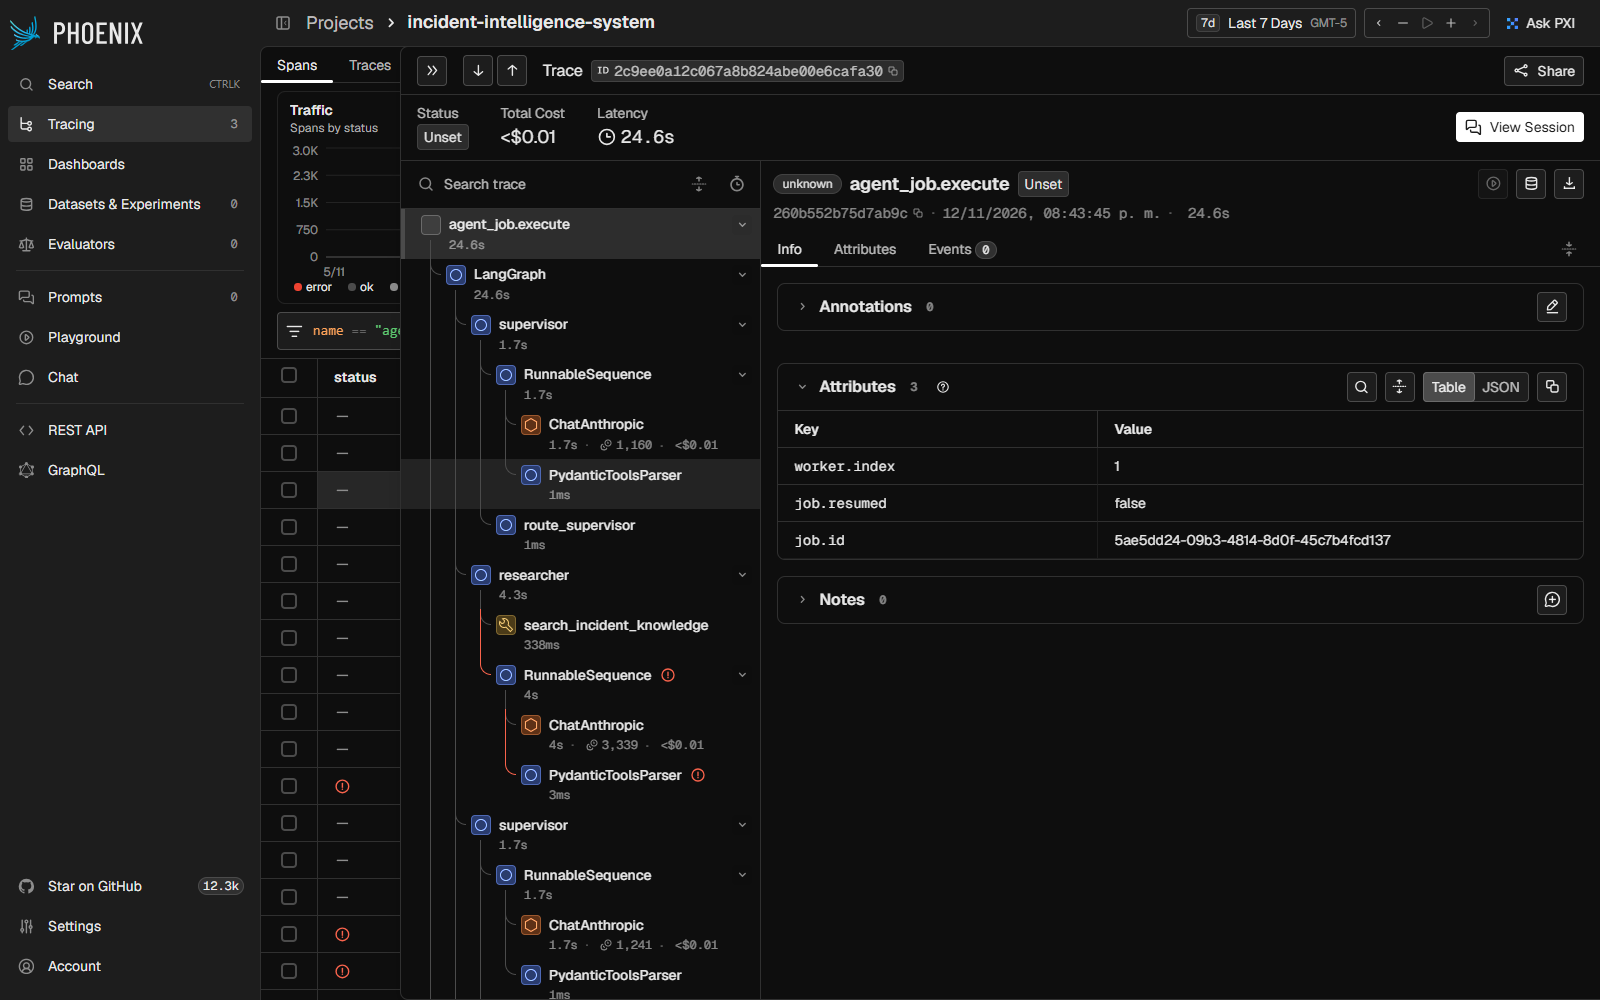 PHOENIX
Search CTRLK
Tracing 3
Dashboards
Datasets & Experiments 0
Evaluators 0
Prompts 0
Playground
Chat
REST API
GraphQL
Star on GitHub 12.3k
Settings
Account
Projects › incident-intelligence-system
7d Last 7 Days GMT-5
Ask PXI
Spans Traces
Traffic
Spans by status
3.0K
2.3K
1.5K
750
0
5/11
error ok
name == "age
status
—
—
—
—
—
—
—
—
—
—
—
—
—
Trace ID 2c9ee0a12c067a8b824abe00e6cafa30
Share
Status Total Cost Latency
Unset <$0.01 24.6s
View Session
Search trace
agent_job.execute
24.6s
LangGraph
24.6s
supervisor
1.7s
RunnableSequence
1.7s
ChatAnthropic
1.7s · 1,160 · <$0.01
PydanticToolsParser
1ms
route_supervisor
1ms
researcher
4.3s
search_incident_knowledge
338ms
RunnableSequence
4s
ChatAnthropic
4s · 3,339 · <$0.01
PydanticToolsParser
3ms
supervisor
1.7s
RunnableSequence
1.7s
ChatAnthropic
1.7s · 1,241 · <$0.01
PydanticToolsParser
1ms
unknown agent_job.execute Unset
260b552b75d7ab9c · 12/11/2026, 08:43:45 p. m. · 24.6s
Info Attributes Events 0
Annotations 0
Attributes 3
Table JSON
Key Value
worker.index 1
job.resumed false
job.id 5ae5dd24-09b3-4814-8d0f-45c7b4fcd137
Notes 0